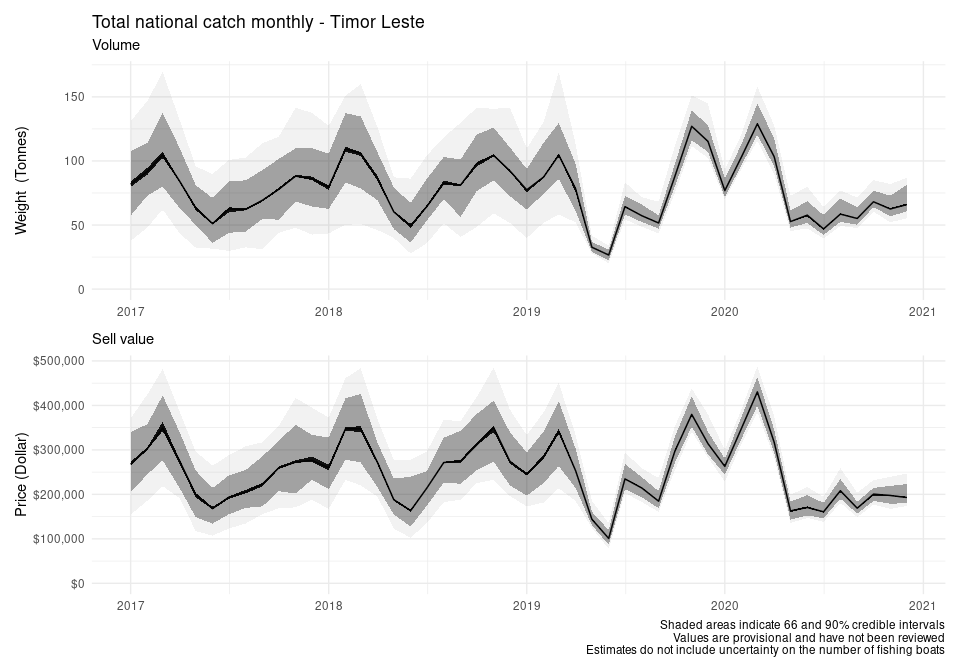 Total national catch monthly - Timor Leste
Volume
Weight (Tonnes)
150
100
50
0
2017 2018 2019 2020 2021
Sell value
Price (Dollar)
$500,000
$400,000
$300,000
$200,000
$100,000
$0
2017 2018 2019 2020 2021
Shaded areas indicate 66 and 90% credible intervals
Values are provisional and have not been reviewed
Estimates do not include uncertainty on the number of fishing boats